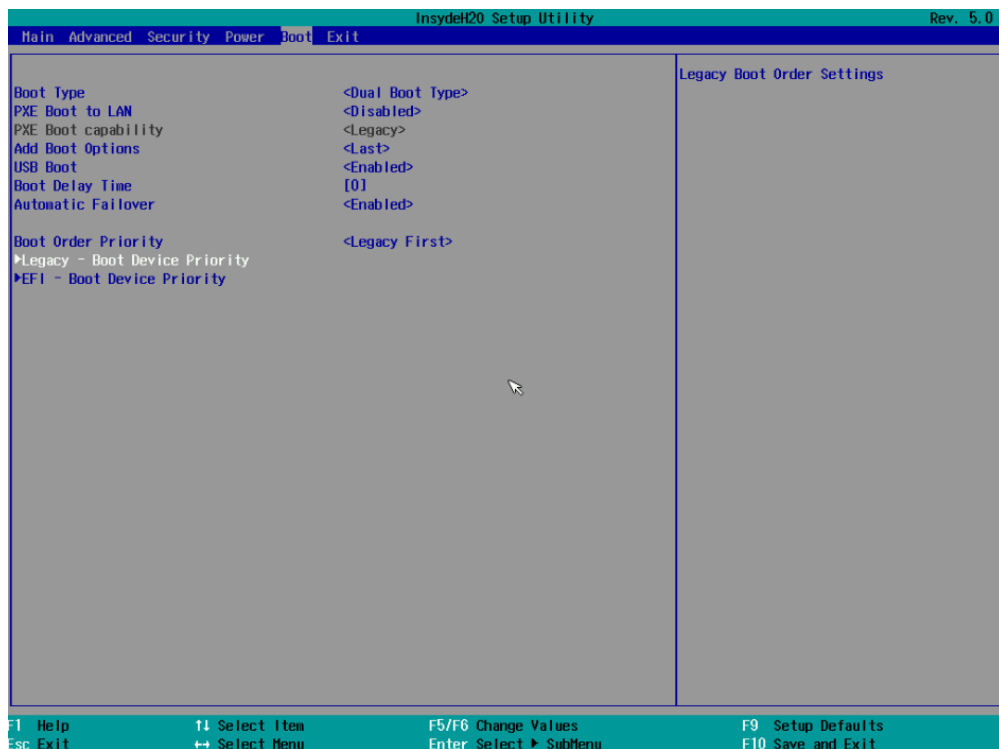 InsydeH20 Setup Utility Rev. 5.0
Main Advanced Security Power Boot Exit
Legacy Boot Order Settings
Boot Type <Dual Boot Type>
PXE Boot to LAN <Disabled>
PXE Boot capability <Legacy>
Add Boot Options <Last>
USB Boot <Enabled>
Boot Delay Time [0]
Automatic Failover <Enabled>
Boot Order Priority <Legacy First>
▶Legacy - Boot Device Priority
▶EFI - Boot Device Priority
F1 Help ↑↓ Select Item F5/F6 Change Values F9 Setup Defaults
Esc Exit ↔ Select Menu Enter Select ▶ SubMenu F10 Save and Exit